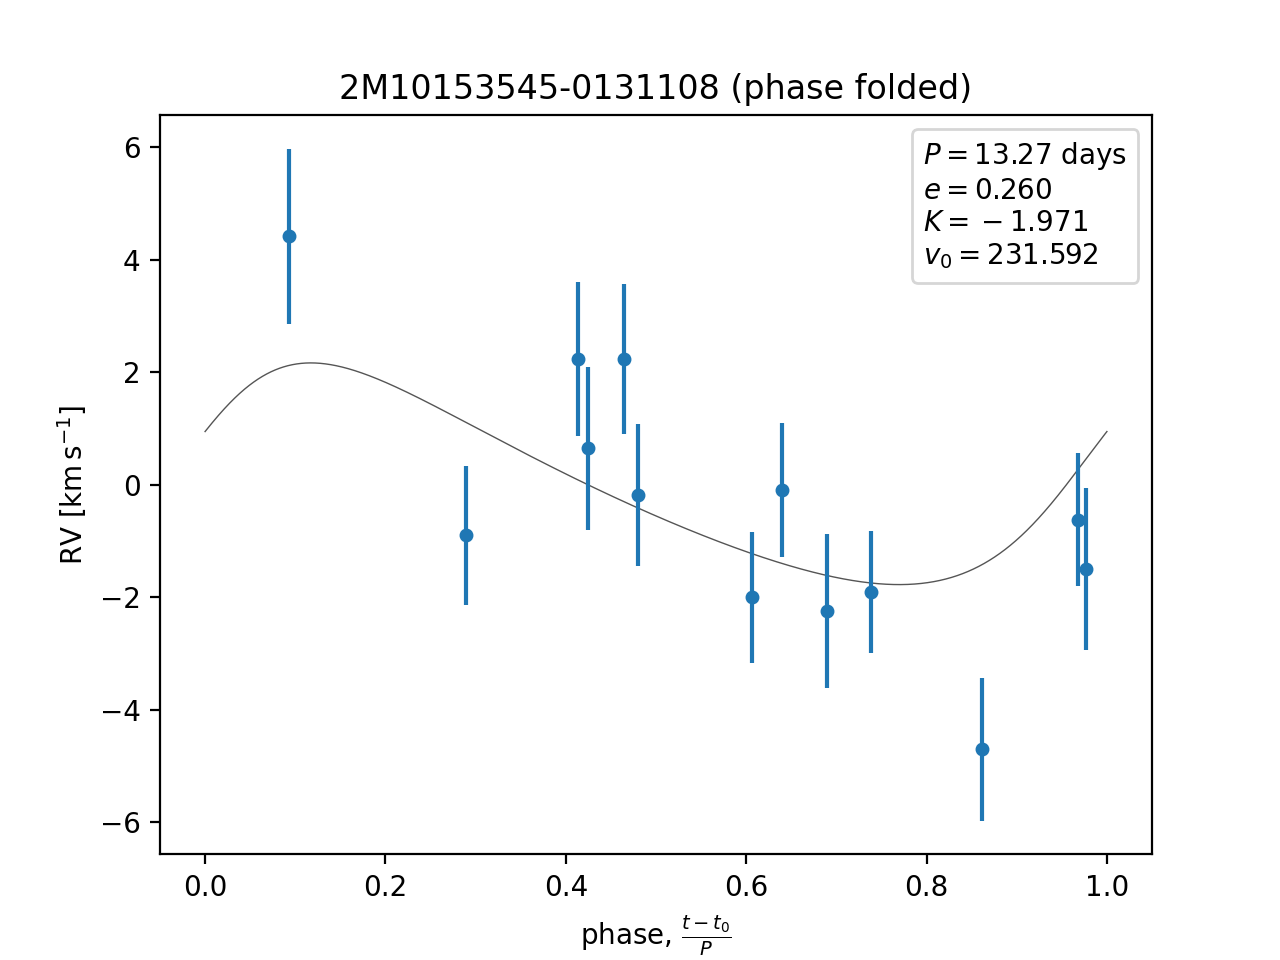 2M10153545-0131108 (phase folded)
P = 13.27 days
e = 0.260
K = −1.971
v₀ = 231.592
6
4
2
0
−2
−4
−6
RV [km s⁻¹]
0.0 0.2 0.4 0.6 0.8 1.0
phase, (t − t₀)/P